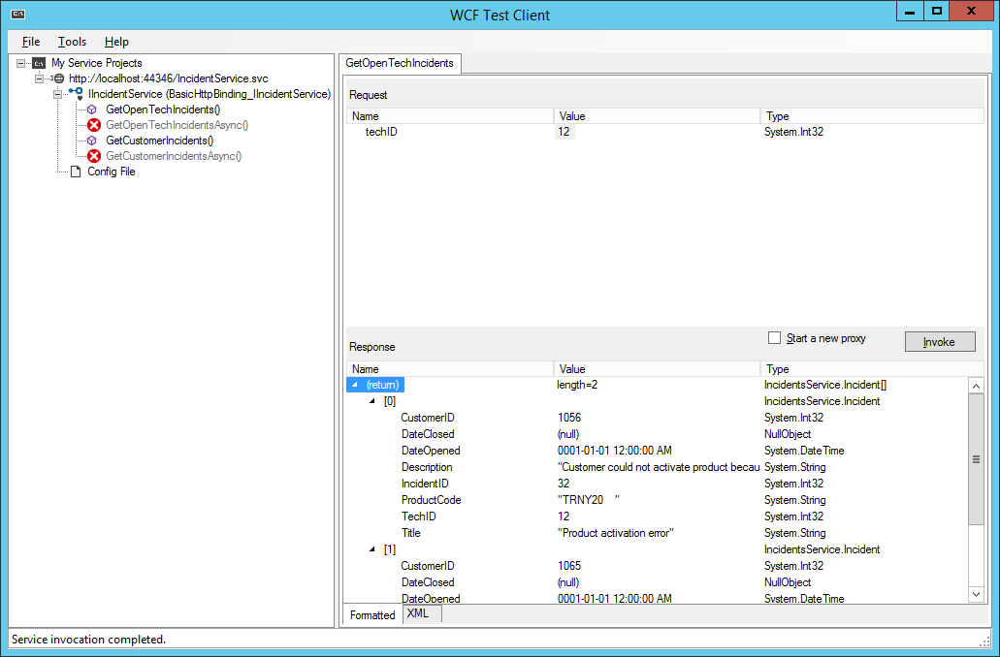 WCF Test Client
File Tools Help
My Service Projects
http://localhost:44346/IncidentService.svc
IIncidentService (BasicHttpBinding_IIncidentService)
GetOpenTechIncidents()
GetOpenTechIncidentsAsync()
GetCustomerIncidents()
GetCustomerIncidentsAsync()
Config File
GetOpenTechIncidents
Request
Name Value Type
techID 12 System.Int32
Response
Start a new proxy
Invoke
Name Value Type
(return) length=2 IncidentsService.Incident[]
[0] IncidentsService.Incident
CustomerID 1056 System.Int32
DateClosed (null) NullObject
DateOpened 0001-01-01 12:00:00 AM System.DateTime
Description "Customer could not activate product becau System.String
IncidentID 32 System.Int32
ProductCode "TRNY20    " System.String
TechID 12 System.Int32
Title "Product activation error" System.String
[1] IncidentsService.Incident
CustomerID 1065 System.Int32
DateClosed (null) NullObject
DateOpened 0001-01-01 12:00:00 AM System.DateTime
Formatted XML
Service invocation completed.